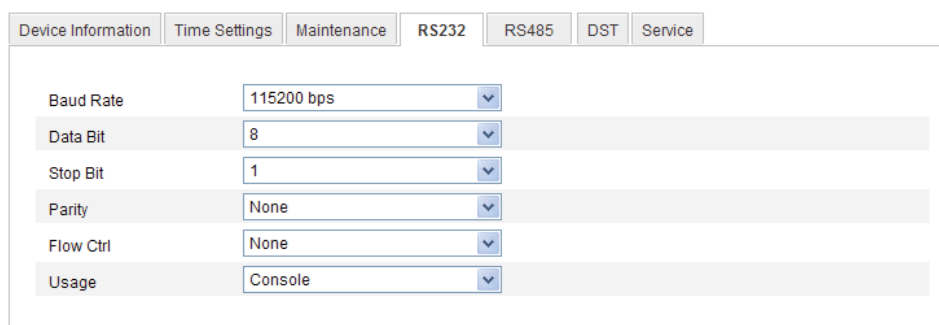 Device Information Time Settings Maintenance RS232 RS485 DST Service
Baud Rate 115200 bps
Data Bit 8
Stop Bit 1
Parity None
Flow Ctrl None
Usage Console